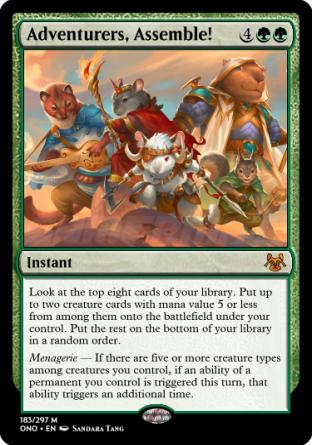 Adventurers, Assemble! 4
Instant
Look at the top eight cards of your library. Put up
to two creature cards with mana value 5 or less
from among them onto the battlefield under your
control. Put the rest on the bottom of your library
in a random order.
Menagerie — If there are five or more creature types
among creatures you control, if an ability of a
permanent you control is triggered this turn, that
ability triggers an additional time.
183/297 M
ONO • EN SANDARA TANG